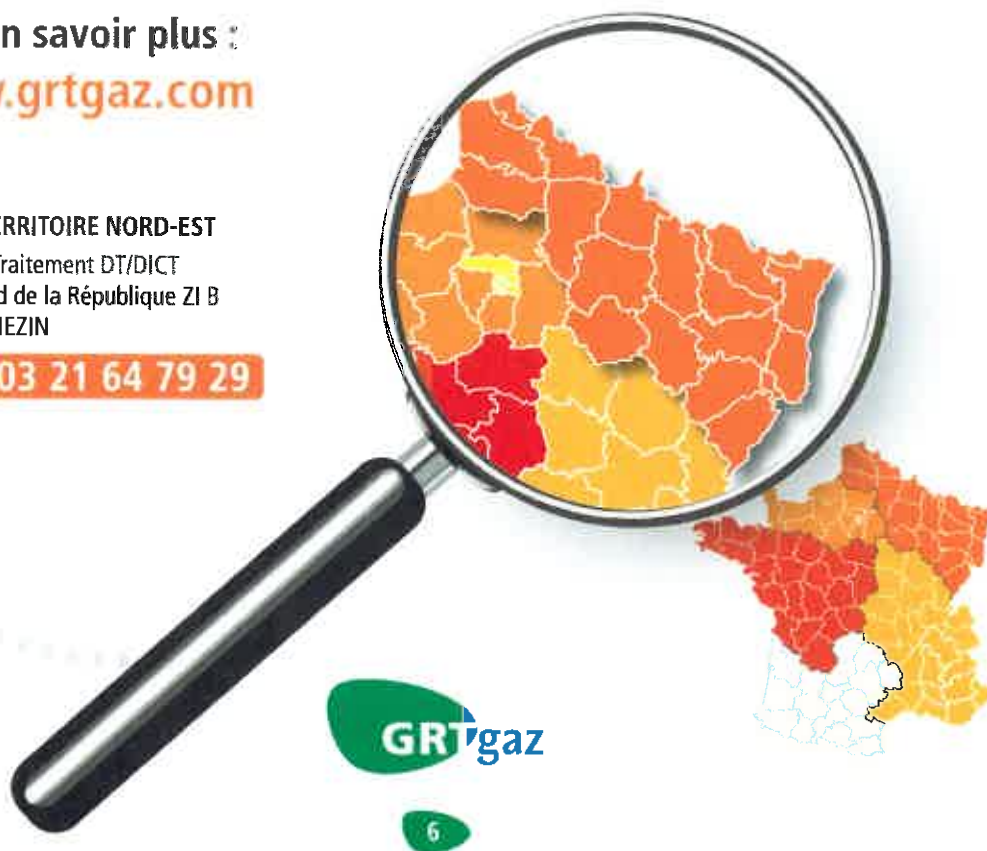 n savoir plus :
.grtgaz.com
ERRITOIRE NORD-EST
Traitement DT/DICT
d de la République ZI B
03 21 64 79 29
GRTgaz
6